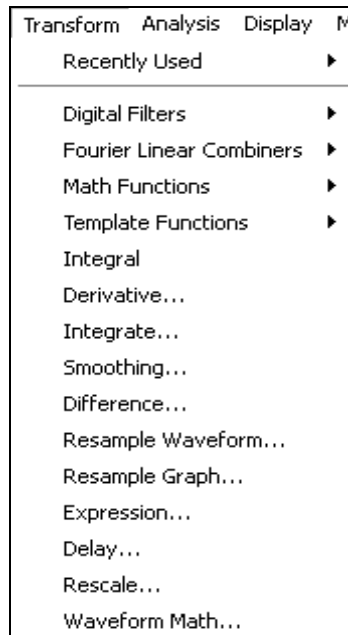 Transform Analysis Display
Recently Used
Digital Filters
Fourier Linear Combiners
Math Functions
Template Functions
Integral
Derivative...
Integrate...
Smoothing...
Difference...
Resample Waveform...
Resample Graph...
Expression...
Delay...
Rescale...
Waveform Math...